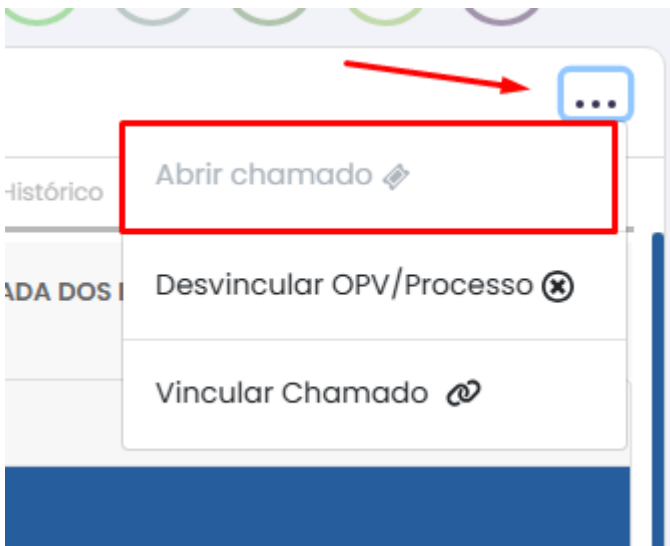 ...
Abrir chamado
Histórico
ADA DOS
Desvincular OPV/Processo
Vincular Chamado